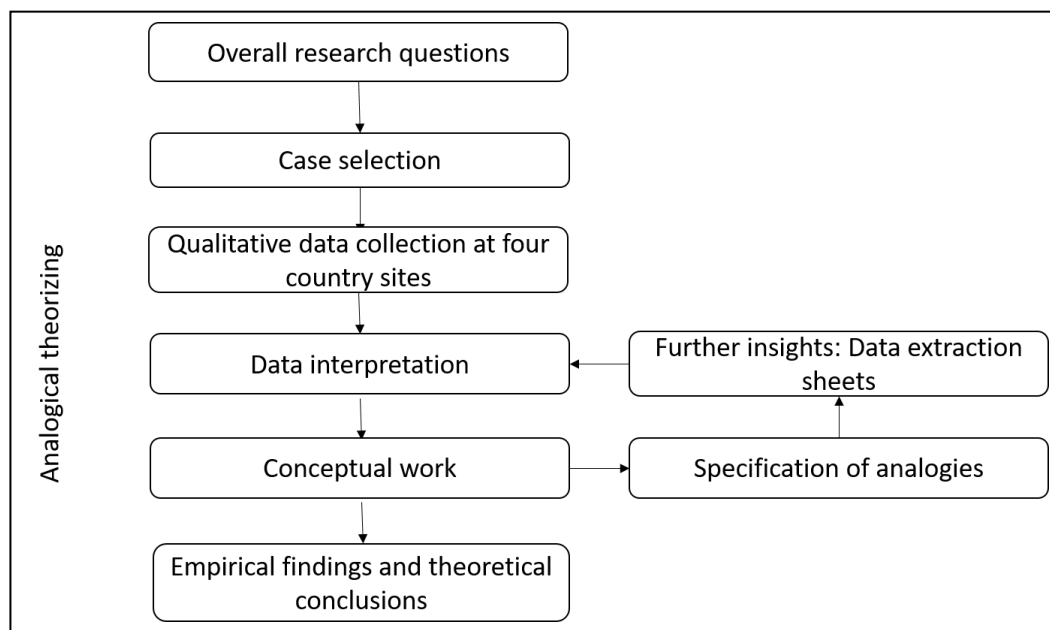 Overall research questions
Case selection
Analogical theorizing
Qualitative data collection at four
country sites
Data interpretation
Further insights: Data extraction
sheets
Conceptual work
Specification of analogies
Empirical findings and theoretical
conclusions